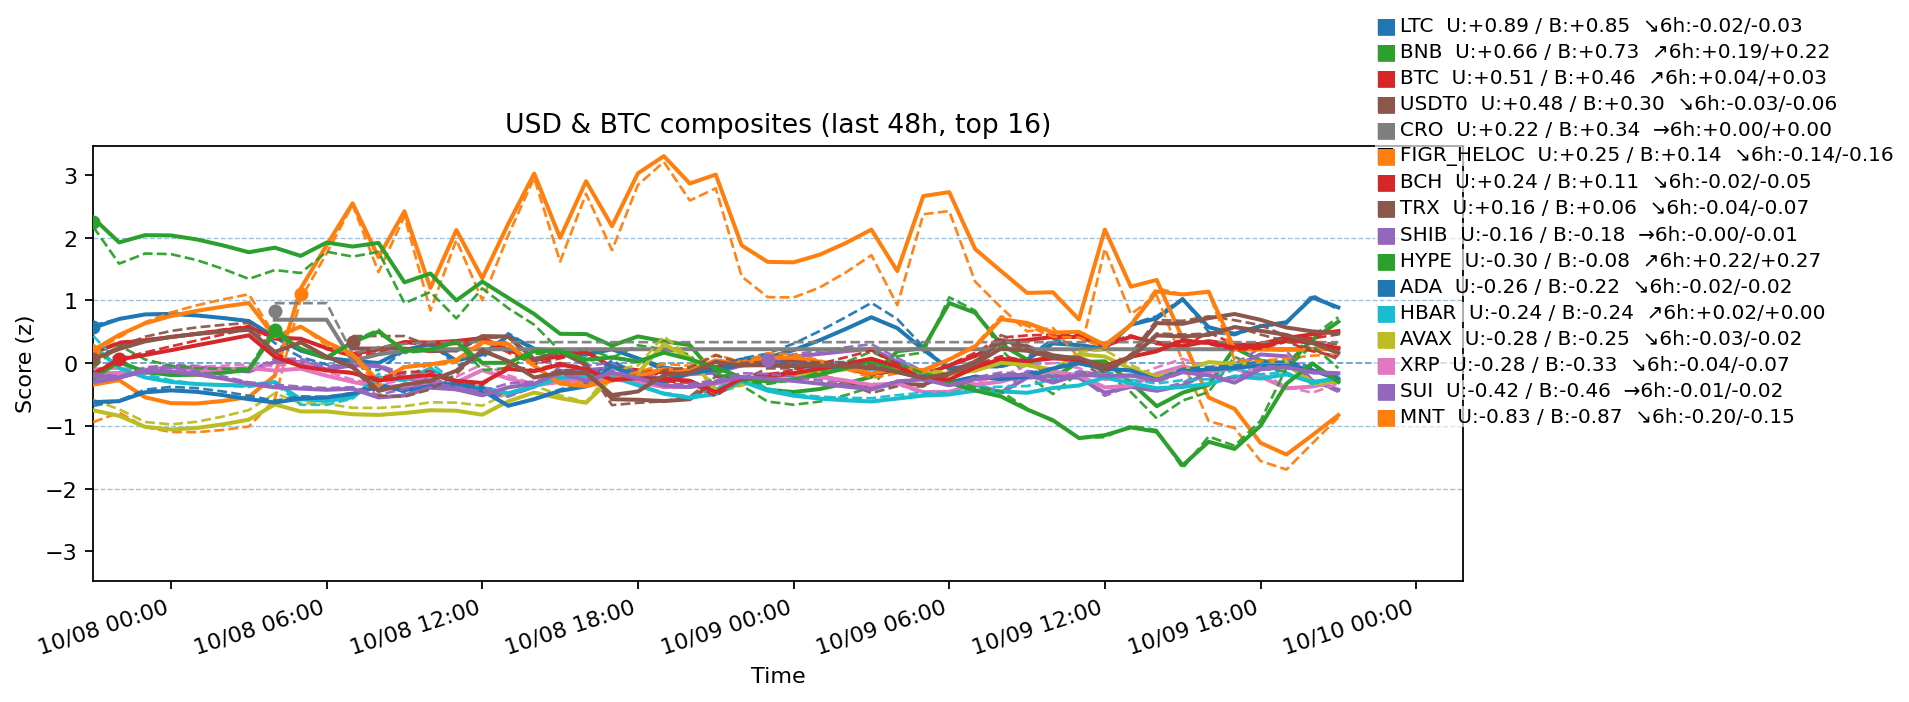 LTC U:+0.89 / B:+0.85 ↘6h:-0.02/-0.03
BNB U:+0.66 / B:+0.73 ↗6h:+0.19/+0.22
BTC U:+0.51 / B:+0.46 ↗6h:+0.04/+0.03
USDT0 U:+0.48 / B:+0.30 ↘6h:-0.03/-0.06
CRO U:+0.22 / B:+0.34 →6h:+0.00/+0.00
FIGR_HELOC U:+0.25 / B:+0.14 ↘6h:-0.14/-0.16
BCH U:+0.24 / B:+0.11 ↘6h:-0.02/-0.05
TRX U:+0.16 / B:+0.06 ↘6h:-0.04/-0.07
SHIB U:-0.16 / B:-0.18 →6h:-0.00/-0.01
HYPE U:-0.30 / B:-0.08 ↗6h:+0.22/+0.27
ADA U:-0.26 / B:-0.22 ↘6h:-0.02/-0.02
HBAR U:-0.24 / B:-0.24 ↗6h:+0.02/+0.00
AVAX U:-0.28 / B:-0.25 ↘6h:-0.03/-0.02
XRP U:-0.28 / B:-0.33 ↘6h:-0.04/-0.07
SUI U:-0.42 / B:-0.46 →6h:-0.01/-0.02
MNT U:-0.83 / B:-0.87 ↘6h:-0.20/-0.15
USD & BTC composites (last 48h, top 16)
Score (z)
3
2
1
0
−1
−2
−3
10/08 00:00
10/08 06:00
10/08 12:00
10/08 18:00
10/09 00:00
10/09 06:00
10/09 12:00
10/09 18:00
10/10 00:00
Time